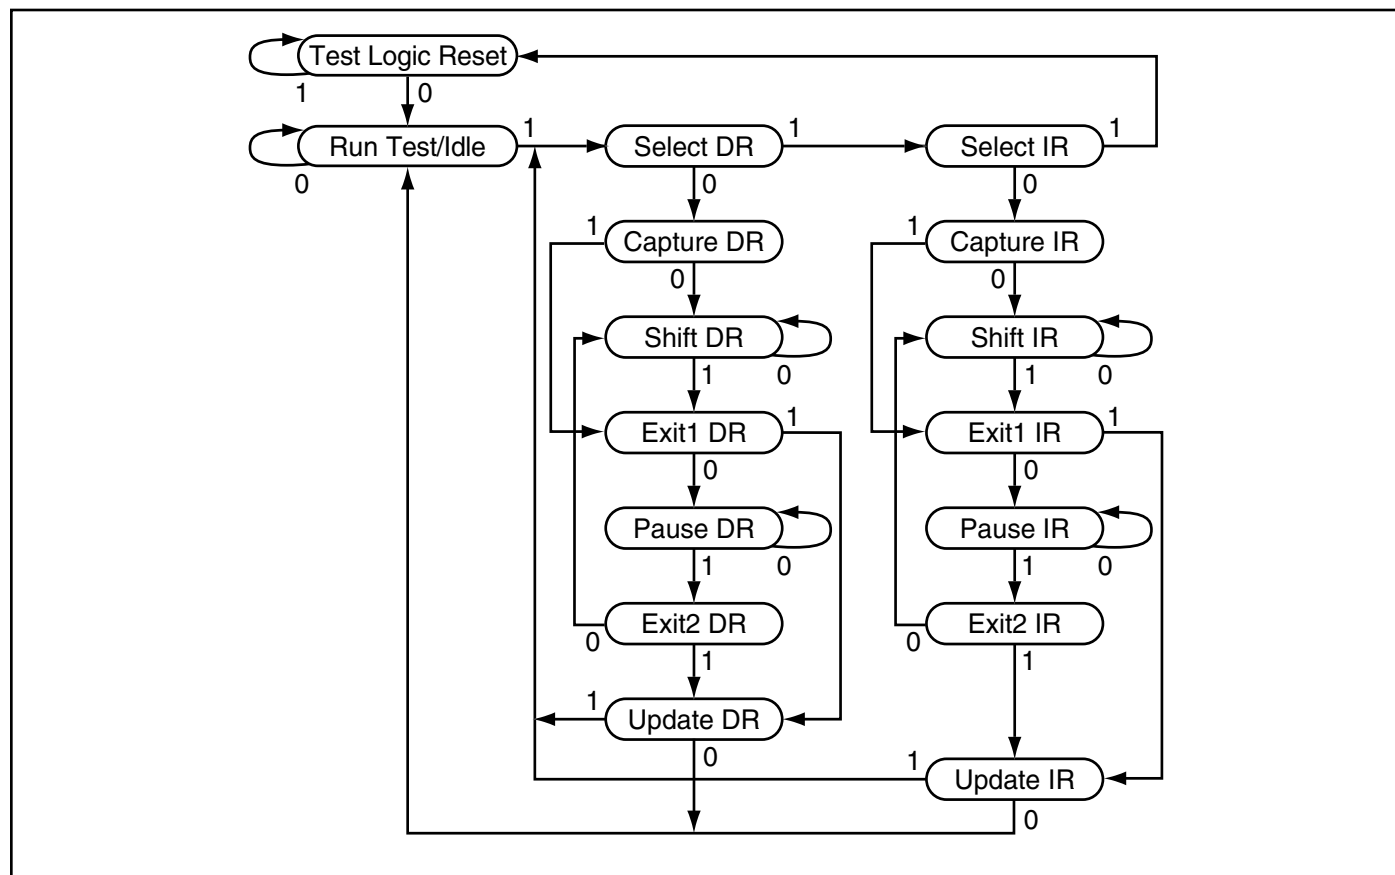 Test Logic Reset
1 0
Run Test/Idle 1 Select DR 1 Select IR 1
0 0 0
1 Capture DR 1 Capture IR
0 0
Shift DR Shift IR
1 0 1 0
Exit1 DR 1 Exit1 IR 1
0 0
Pause DR Pause IR
1 0 1 0
Exit2 DR Exit2 IR
0 1 0 1
1 Update DR
0 1 Update IR
0